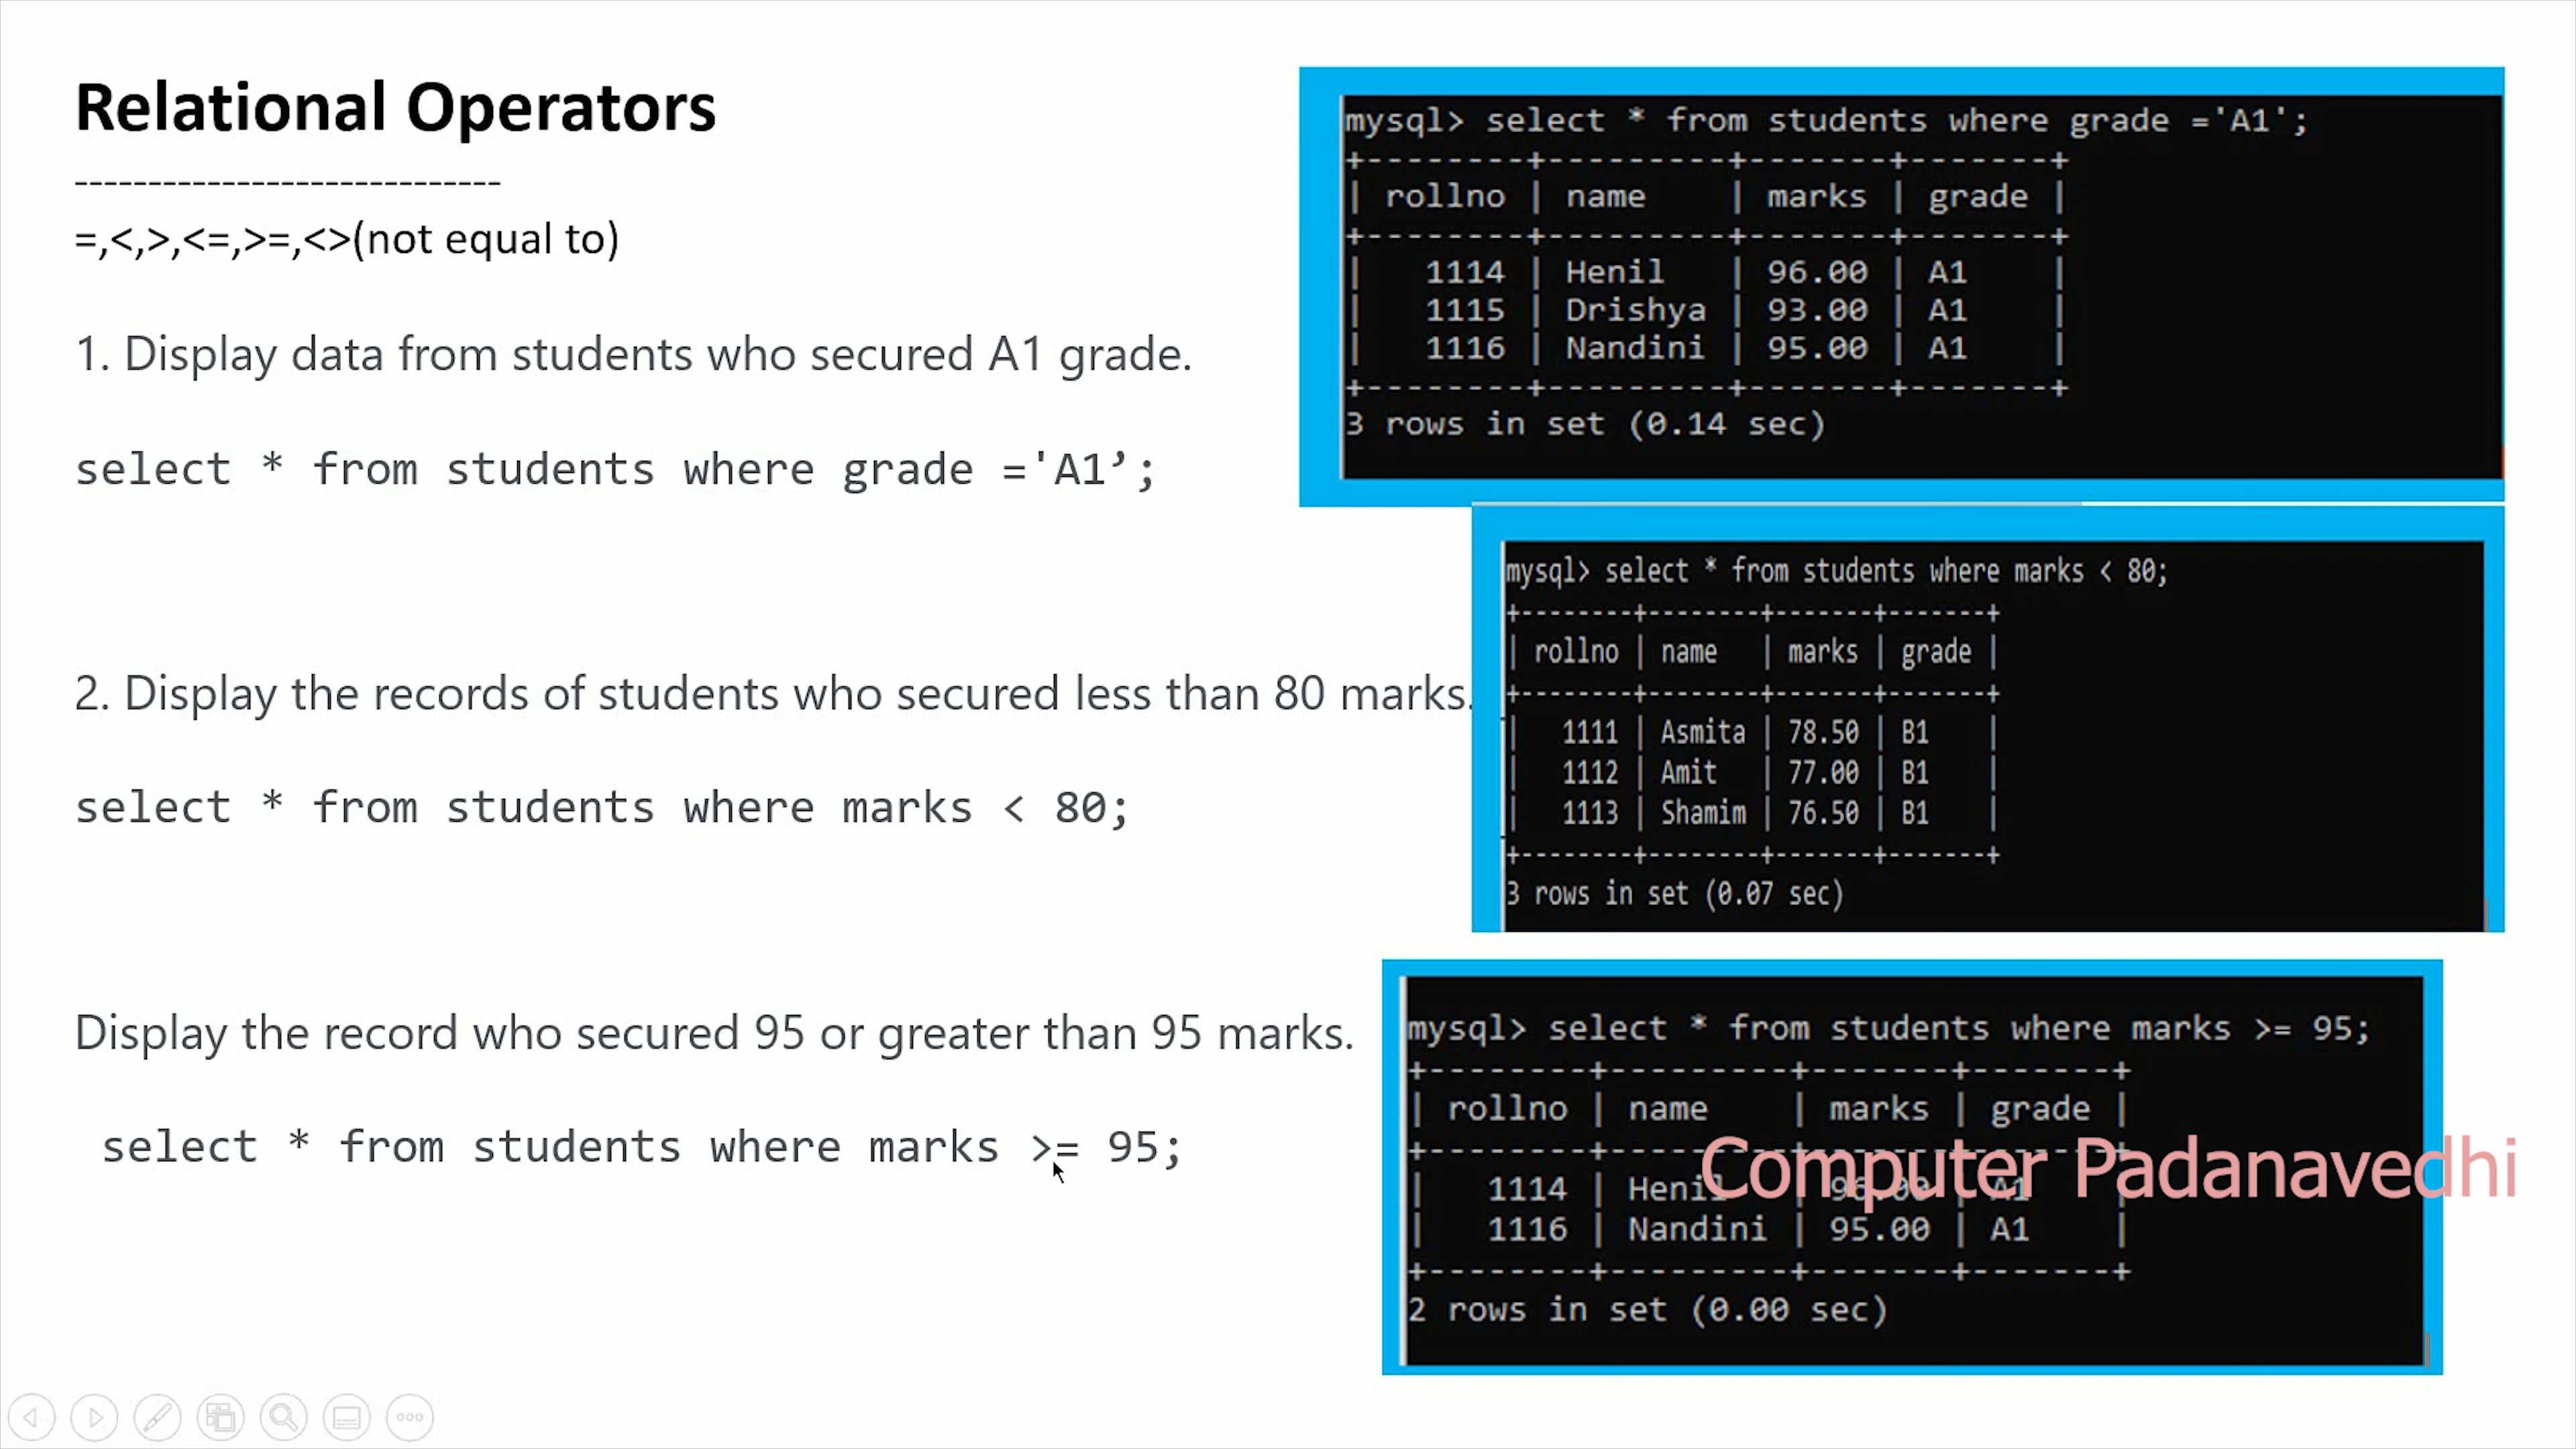 Relational Operators
-----------------------------
=,<,>,<=,>=,<>(not equal to)
1. Display data from students who secured A1 grade.
select * from students where grade ='A1’;
2. Display the records of students who secured less than 80 marks.
select * from students where marks < 80;
Display the record who secured 95 or greater than 95 marks.
select * from students where marks >= 95;
mysql> select * from students where grade ='A1';
+--------+---------+-------+-------+
| rollno | name    | marks | grade |
+--------+---------+-------+-------+
|   1114 | Henil   | 96.00 | A1    |
|   1115 | Drishya | 93.00 | A1    |
|   1116 | Nandini | 95.00 | A1    |
+--------+---------+-------+-------+
3 rows in set (0.14 sec)
mysql> select * from students where marks < 80;
+--------+--------+-------+-------+
| rollno | name   | marks | grade |
+--------+--------+-------+-------+
|   1111 | Asmita | 78.50 | B1    |
|   1112 | Amit   | 77.00 | B1    |
|   1113 | Shamim | 76.50 | B1    |
+--------+--------+-------+-------+
3 rows in set (0.07 sec)
mysql> select * from students where marks >= 95;
+--------+---------+-------+-------+
| rollno | name    | marks | grade |
+--------+---------+-------+-------+
|   1114 | Henil   | 96.00 | A1    |
|   1116 | Nandini | 95.00 | A1    |
+--------+---------+-------+-------+
2 rows in set (0.00 sec)
Computer Padanavedhi